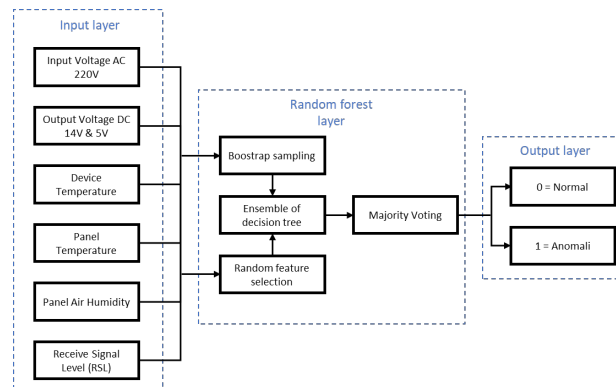 Input layer
Input Voltage AC
220V
Output Voltage DC
14V & 5V
Device
Temperature
Panel
Temperature
Panel Air Humidity
Receive Signal
Level (RSL)
Random forest
layer
Boostrap sampling
Ensemble of
decision tree
Random feature
selection
Majority Voting
Output layer
0 = Normal
1 = Anomali